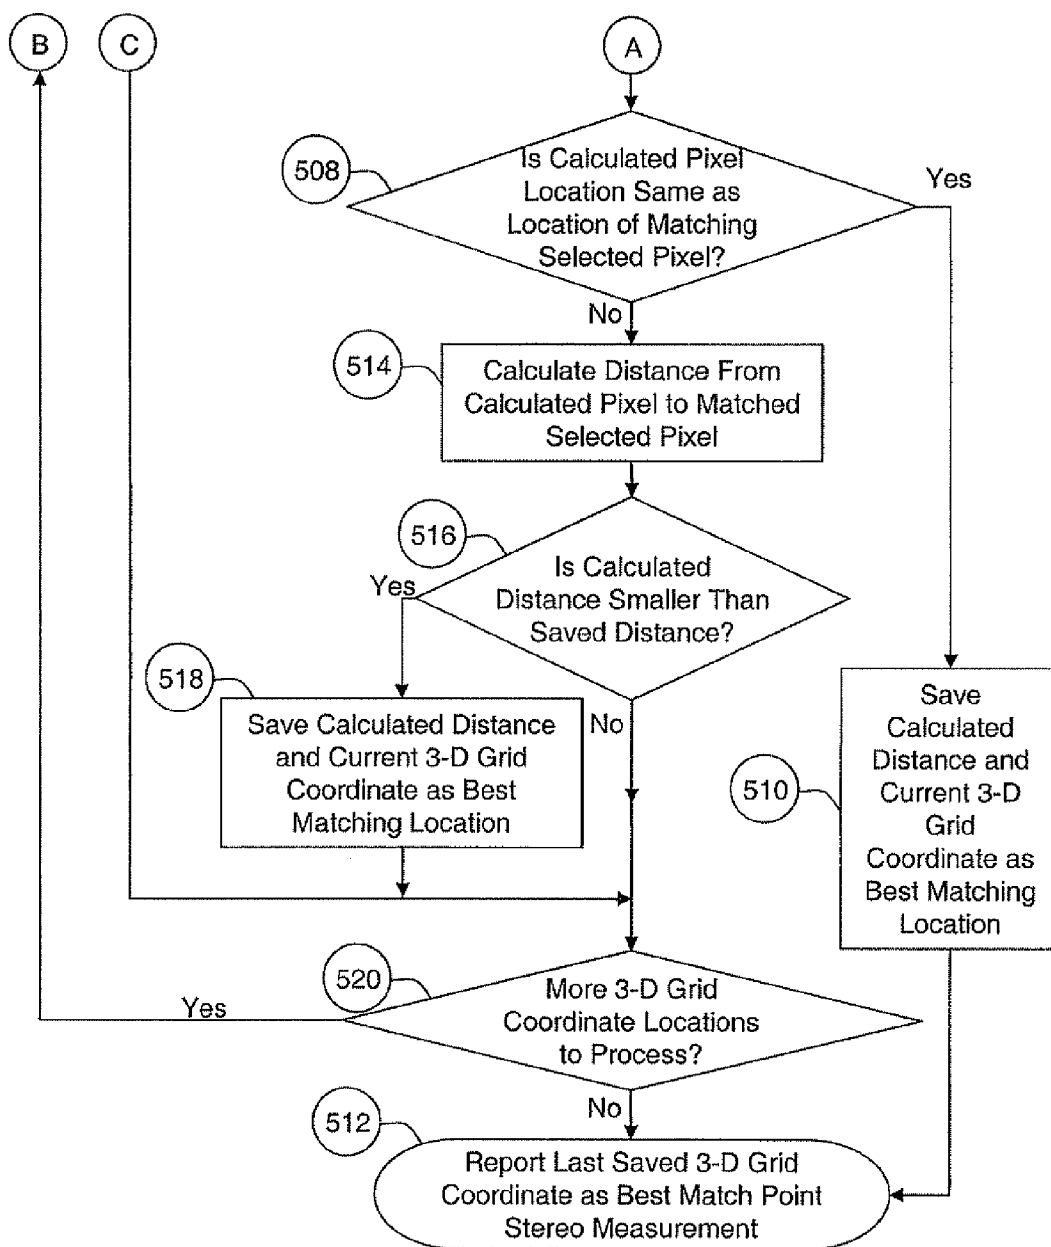 B
C
A
508
Is Calculated Pixel
Location Same as
Location of Matching
Selected Pixel?
Yes
No
514
Calculate Distance From
Calculated Pixel to Matched
Selected Pixel
516
Is Calculated
Distance Smaller Than
Saved Distance?
Yes
No
518
Save Calculated Distance
and Current 3-D Grid
Coordinate as Best
Matching Location
510
Save
Calculated
Distance and
Current 3-D
Grid
Coordinate as
Best Matching
Location
520
More 3-D Grid
Coordinate Locations
to Process?
Yes
No
512
Report Last Saved 3-D Grid
Coordinate as Best Match Point
Stereo Measurement